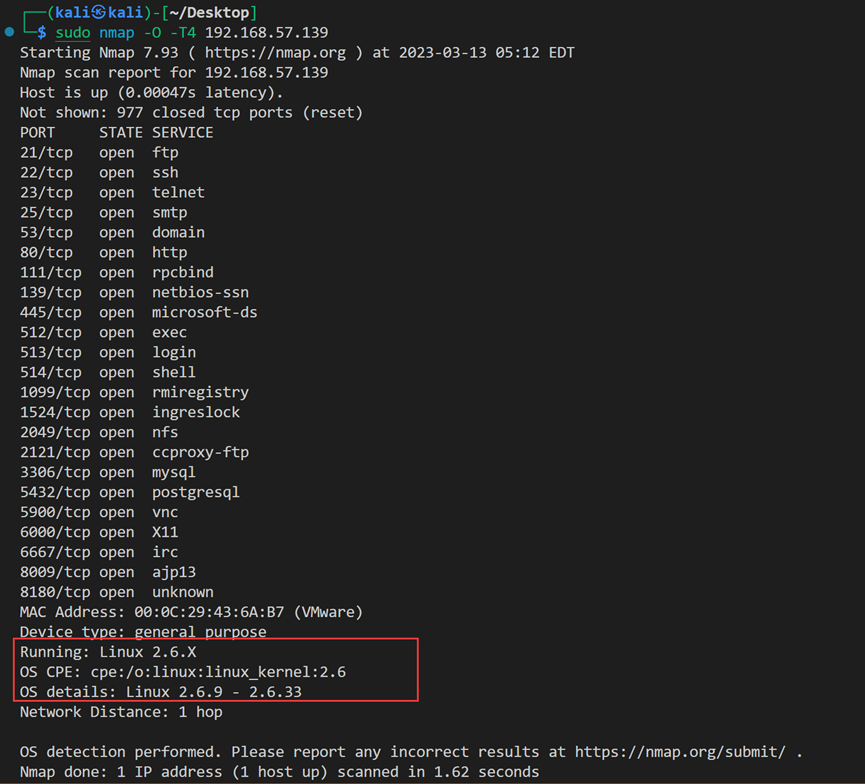 ┌──(kali㉿kali)-[~/Desktop]
└─$ sudo nmap -O -T4 192.168.57.139
Starting Nmap 7.93 ( https://nmap.org ) at 2023-03-13 05:12 EDT
Nmap scan report for 192.168.57.139
Host is up (0.00047s latency).
Not shown: 977 closed tcp ports (reset)
PORT     STATE SERVICE
21/tcp   open  ftp
22/tcp   open  ssh
23/tcp   open  telnet
25/tcp   open  smtp
53/tcp   open  domain
80/tcp   open  http
111/tcp  open  rpcbind
139/tcp  open  netbios-ssn
445/tcp  open  microsoft-ds
512/tcp  open  exec
513/tcp  open  login
514/tcp  open  shell
1099/tcp open  rmiregistry
1524/tcp open  ingreslock
2049/tcp open  nfs
2121/tcp open  ccproxy-ftp
3306/tcp open  mysql
5432/tcp open  postgresql
5900/tcp open  vnc
6000/tcp open  X11
6667/tcp open  irc
8009/tcp open  ajp13
8180/tcp open  unknown
MAC Address: 00:0C:29:43:6A:B7 (VMware)
Device type: general purpose
Running: Linux 2.6.X
OS CPE: cpe:/o:linux:linux_kernel:2.6
OS details: Linux 2.6.9 - 2.6.33
Network Distance: 1 hop
OS detection performed. Please report any incorrect results at https://nmap.org/submit/ .
Nmap done: 1 IP address (1 host up) scanned in 1.62 seconds